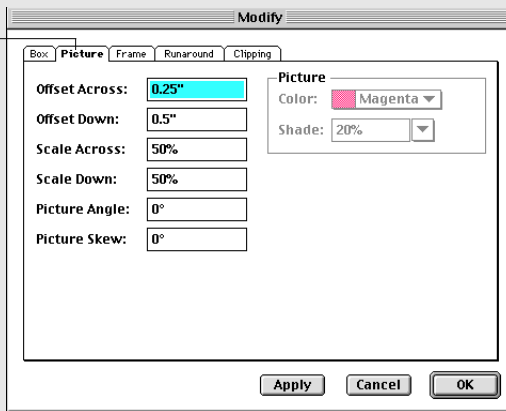 Modify
Box Picture Frame Runaround Clipping
Offset Across: 0.25"
Offset Down: 0.5"
Scale Across: 50%
Scale Down: 50%
Picture Angle: 0°
Picture Skew: 0°
Picture
Color: Magenta
Shade: 20%
Apply Cancel OK